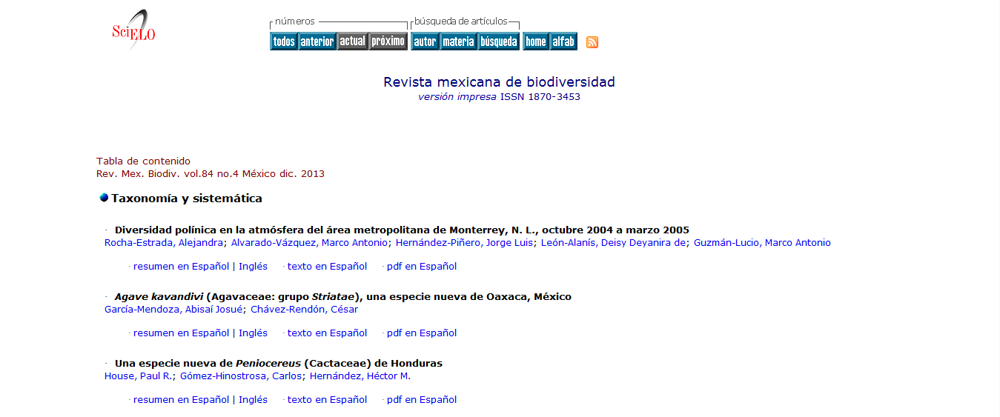 SciELO
números
búsqueda de artículos
todos anterior actual próximo autor materia búsqueda home alfab
Revista mexicana de biodiversidad
versión impresa ISSN 1870-3453
Tabla de contenido
Rev. Mex. Biodiv. vol.84 no.4 México dic. 2013
Taxonomía y sistemática
· Diversidad polínica en la atmósfera del área metropolitana de Monterrey, N. L., octubre 2004 a marzo 2005
Rocha-Estrada, Alejandra; Alvarado-Vázquez, Marco Antonio; Hernández-Piñero, Jorge Luis; León-Alanís, Deisy Deyanira de; Guzmán-Lucio, Marco Antonio
· resumen en Español | Inglés · texto en Español · pdf en Español
· Agave kavandivi (Agavaceae: grupo Striatae), una especie nueva de Oaxaca, México
García-Mendoza, Abisaí Josué; Chávez-Rendón, César
· resumen en Español | Inglés · texto en Español · pdf en Español
· Una especie nueva de Peniocereus (Cactaceae) de Honduras
House, Paul R.; Gómez-Hinostrosa, Carlos; Hernández, Héctor M.
· resumen en Español | Inglés · texto en Español · pdf en Español